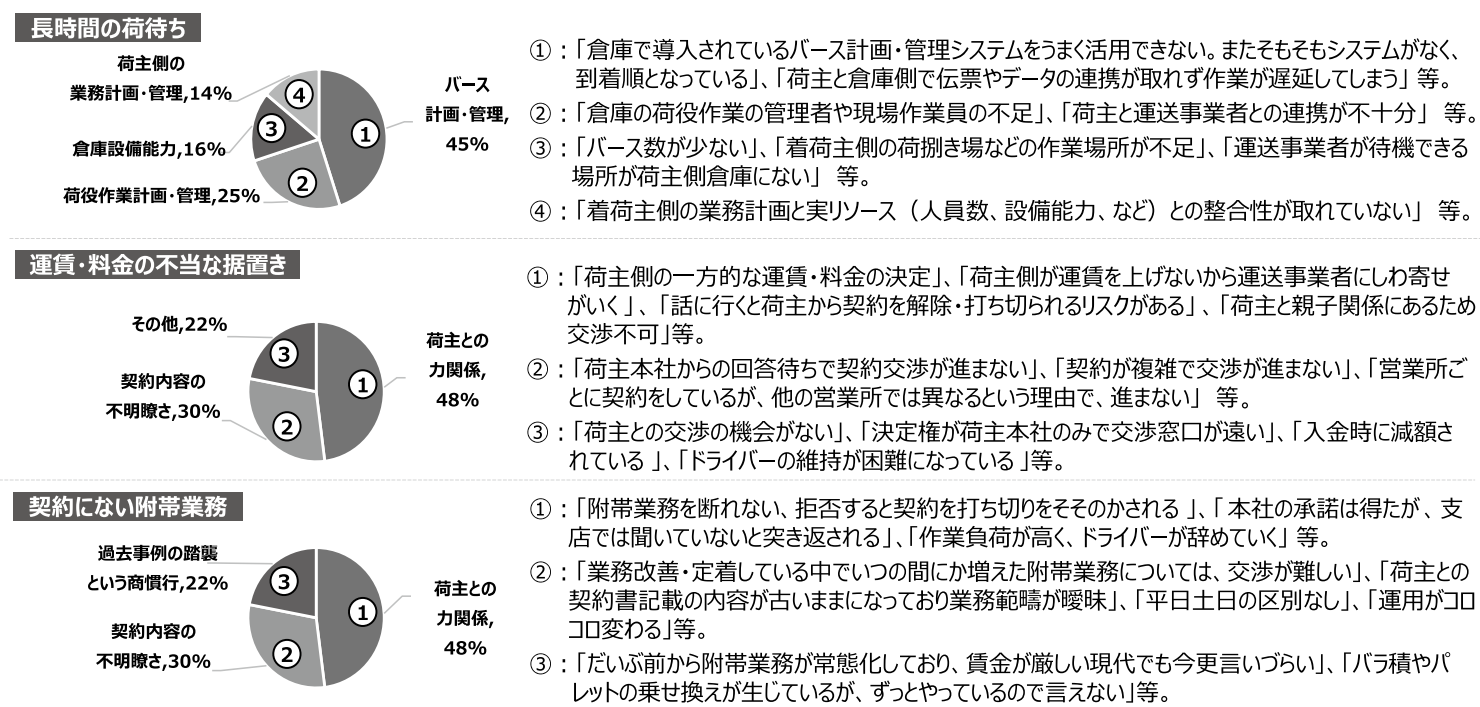 長時間の荷待ち
荷主側の
業務計画・管理,14%
倉庫設備能力,16%
荷役作業計画・管理,25%
バース
計画・管理,
45%
④
③
②
①
①：「倉庫で導入されているバース計画・管理システムをうまく活用できない。またそもそもシステムがなく、
到着順となっている」、「荷主と倉庫側で伝票やデータの連携が取れず作業が遅延してしまう」 等。
②：「倉庫の荷役作業の管理者や現場作業員の不足」、「荷主と運送事業者との連携が不十分」 等。
③：「バース数が少ない」、「着荷主側の荷捌き場などの作業場所が不足」、「運送事業者が待機できる
場所が荷主側倉庫にない」 等。
④：「着荷主側の業務計画と実リソース（人員数、設備能力、など）との整合性が取れていない」 等。
運賃・料金の不当な据置き
その他,22%
契約内容の
不明瞭さ,30%
荷主との
力関係,
48%
③
②
①
①：「荷主側の一方的な運賃・料金の決定」、「荷主側が運賃を上げないから運送事業者にしわ寄せ
がいく 」、「話に行くと荷主から契約を解除・打ち切られるリスクがある」、「荷主と親子関係にあるため
交渉不可」等。
②：「荷主本社からの回答待ちで契約交渉が進まない」、「契約が複雑で交渉が進まない」、「営業所ご
とに契約をしているが、他の営業所では異なるという理由で、進まない」 等。
③：「荷主との交渉の機会がない」、「決定権が荷主本社のみで交渉窓口が遠い」、「入金時に減額さ
れている 」、「ドライバーの維持が困難になっている 」等。
契約にない附帯業務
過去事例の踏襲
という商慣行,22%
契約内容の
不明瞭さ,30%
荷主との
力関係,
48%
③
②
①
①：「附帯業務を断れない、拒否すると契約を打ち切りをそそのかされる 」、「本社の承諾は得たが、支
店では聞いていないと突き返される」、「作業負荷が高く、ドライバーが辞めていく」 等。
②：「業務改善・定着している中でいつの間にか増えた附帯業務については、交渉が難しい」、「荷主との
契約書記載の内容が古いままになっており業務範疇が曖昧」、「平日土日の区別なし」、「運用がコロ
コロ変わる」等。
③：「だいぶ前から附帯業務が常態化しており、賃金が厳しい現代でも今更言いづらい」、「バラ積やパ
レットの乗せ換えが生じているが、ずっとやっているので言えない」等。